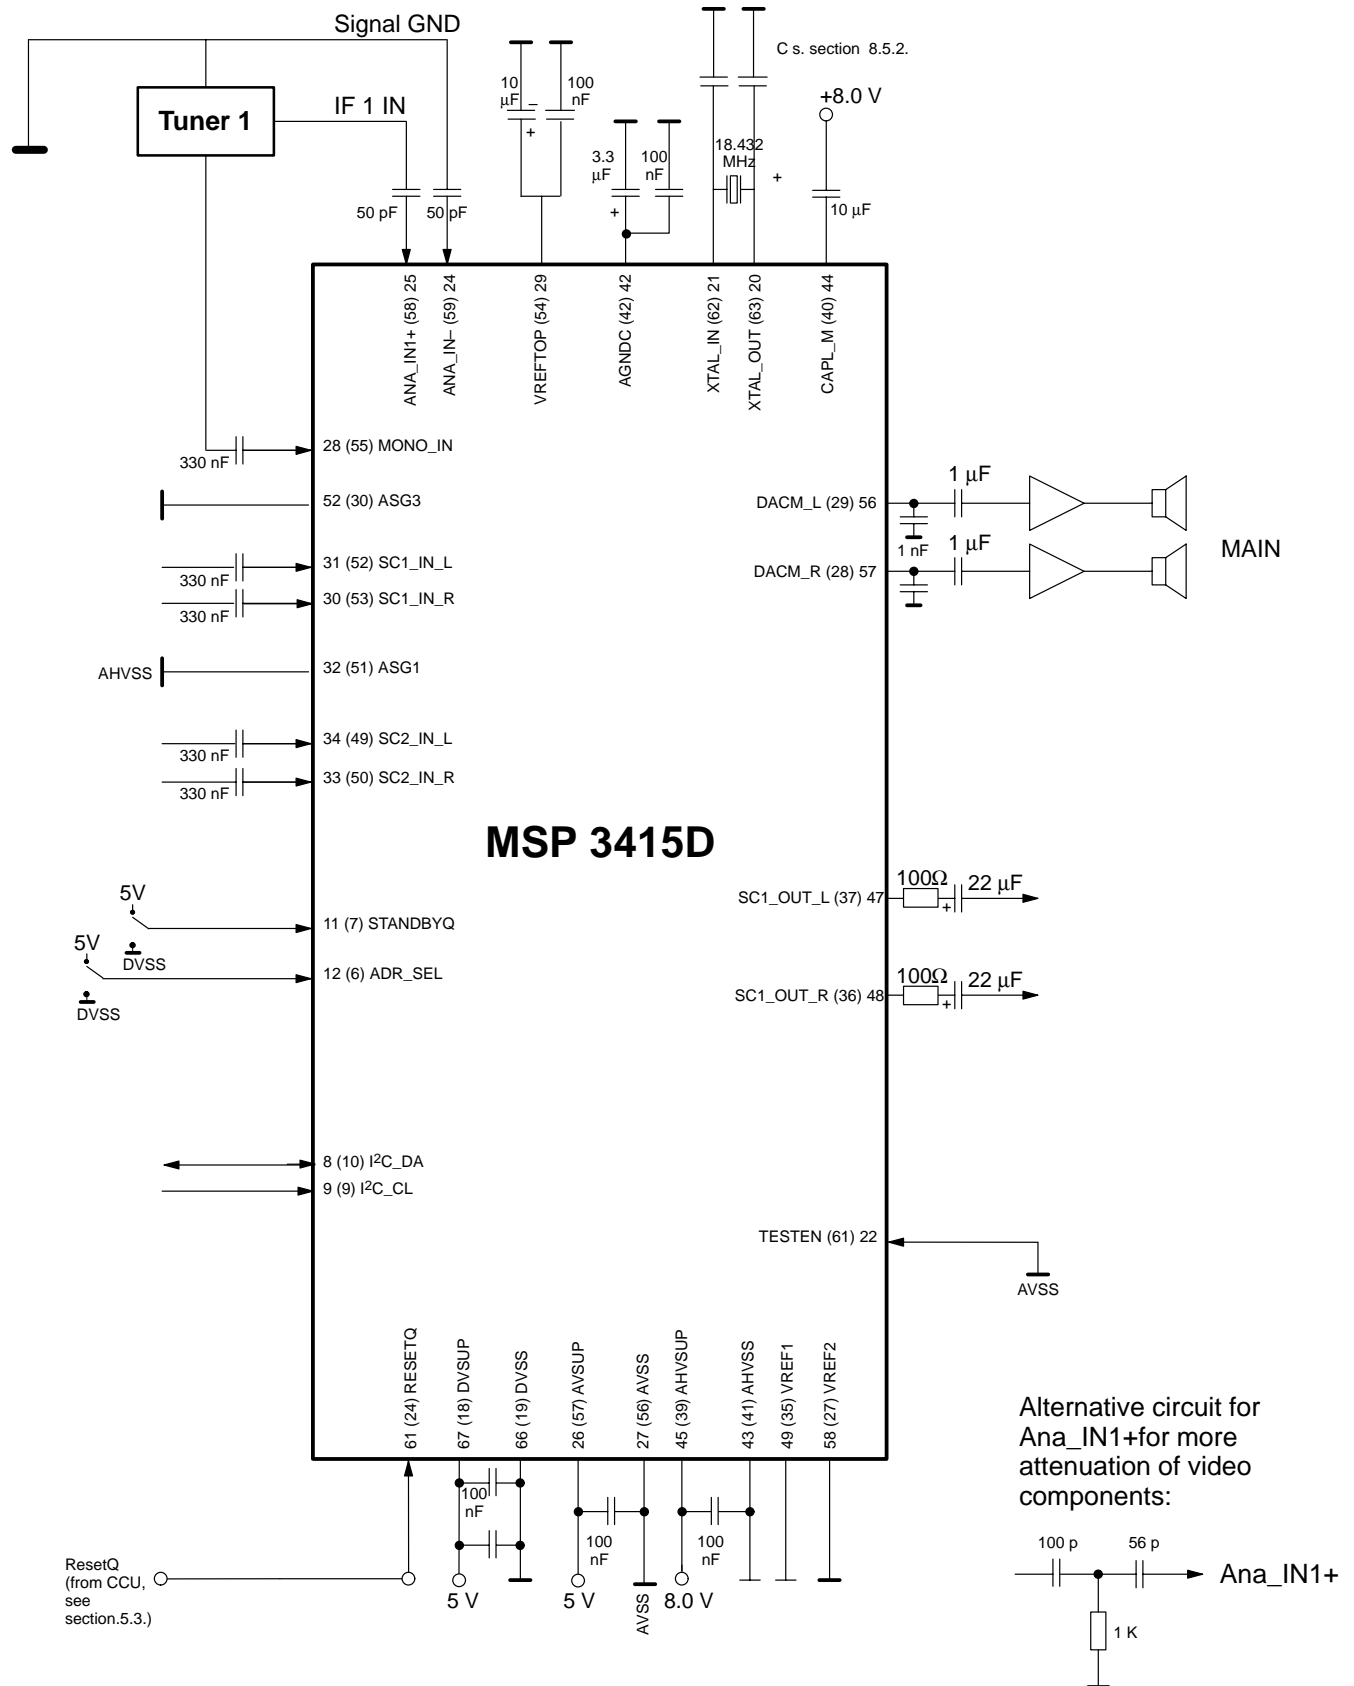 Signal GND
Tuner 1
IF 1 IN
50 pF
50 pF
10
μF
–
+
100
nF
3.3
μF
+
100
nF
C s. section 8.5.2.
18.432
MHz
+
+8.0 V
10 μF
ANA_IN1+ (58) 25
ANA_IN– (59) 24
VREFTOP (54) 29
AGNDC (42) 42
XTAL_IN (62) 21
XTAL_OUT (63) 20
CAPL_M (40) 44
330 nF
28 (55) MONO_IN
52 (30) ASG3
330 nF
31 (52) SC1_IN_L
330 nF
30 (53) SC1_IN_R
AHVSS
32 (51) ASG1
330 nF
34 (49) SC2_IN_L
330 nF
33 (50) SC2_IN_R
DACM_L (29) 56
1 μF
1 nF
DACM_R (28) 57
1 μF
MAIN
MSP 3415D
5V
DVSS
11 (7) STANDBYQ
5V
DVSS
12 (6) ADR_SEL
SC1_OUT_L (37) 47
100Ω
+
22 μF
SC1_OUT_R (36) 48
100Ω
+
22 μF
8 (10) I²C_DA
9 (9) I²C_CL
TESTEN (61) 22
AVSS
61 (24) RESETQ
67 (18) DVSUP
66 (19) DVSS
26 (57) AVSUP
27 (56) AVSS
45 (39) AHVSUP
43 (41) AHVSS
49 (35) VREF1
58 (27) VREF2
100
nF
100
nF
100
nF
ResetQ
(from CCU,
see
section.5.3.)
5 V
5 V
AVSS
8.0 V
Alternative circuit for
Ana_IN1+for more
attenuation of video
components:
100 p
56 p
Ana_IN1+
1 K